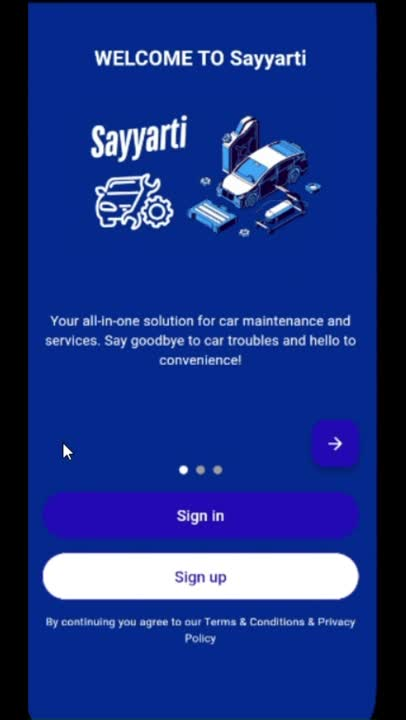 WELCOME TO Sayyarti
Sayyarti
Your all-in-one solution for car maintenance and
services. Say goodbye to car troubles and hello to
convenience!
Sign in
Sign up
By continuing you agree to our Terms & Conditions & Privacy
Policy